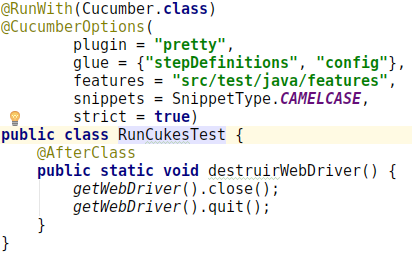 @RunWith(Cucumber.class)
@CucumberOptions(
        plugin = "pretty",
        glue = {"stepDefinitions", "config"},
        features = "src/test/java/features",
        snippets = SnippetType.CAMELCASE,
        strict = true)
public class RunCukesTest {
    @AfterClass
    public static void destruirWebDriver() {
        getWebDriver().close();
        getWebDriver().quit();
    }
}